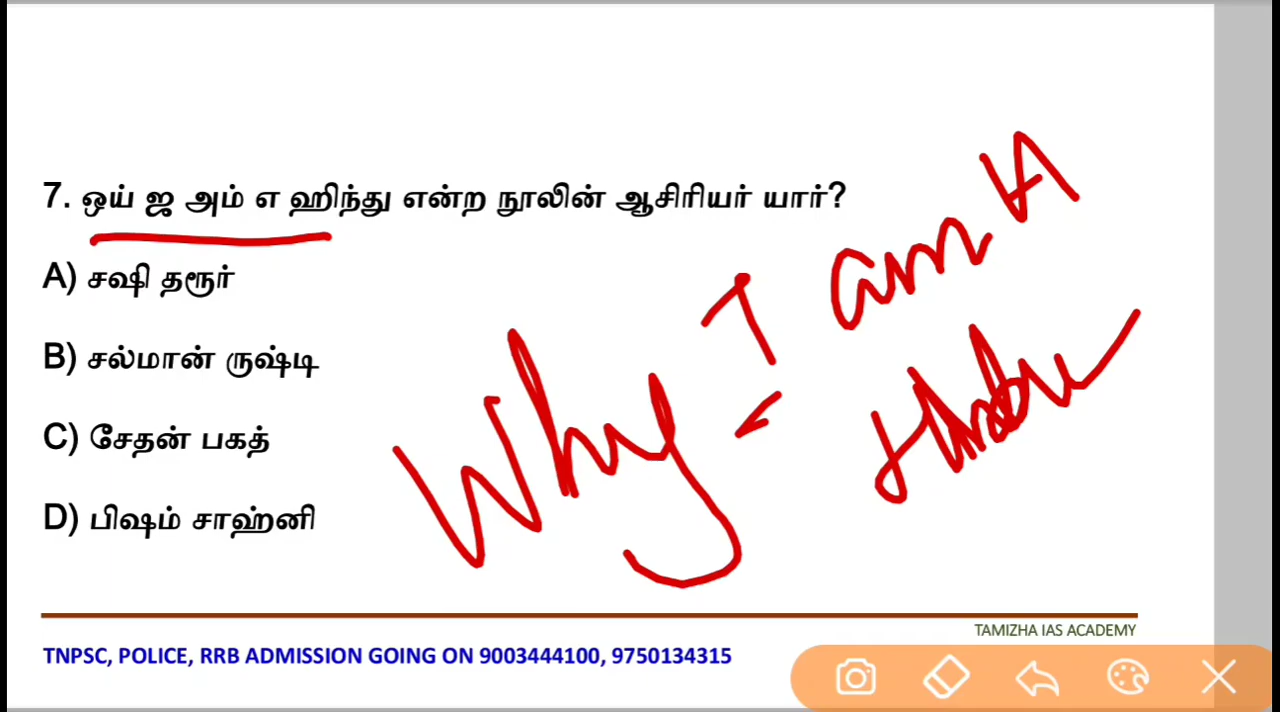 7. ஒய் ஐ அம் எ ஹிந்து என்ற நூலின் ஆசிரியர் யார்?
A) சஷி தரூர்
B) சல்மான் ருஷ்டி
C) சேதன் பகத்
D) பிஷம் சாஹ்னி
Why I am A
Hindu
TAMIZHA IAS ACADEMY
TNPSC, POLICE, RRB ADMISSION GOING ON 9003444100, 9750134315